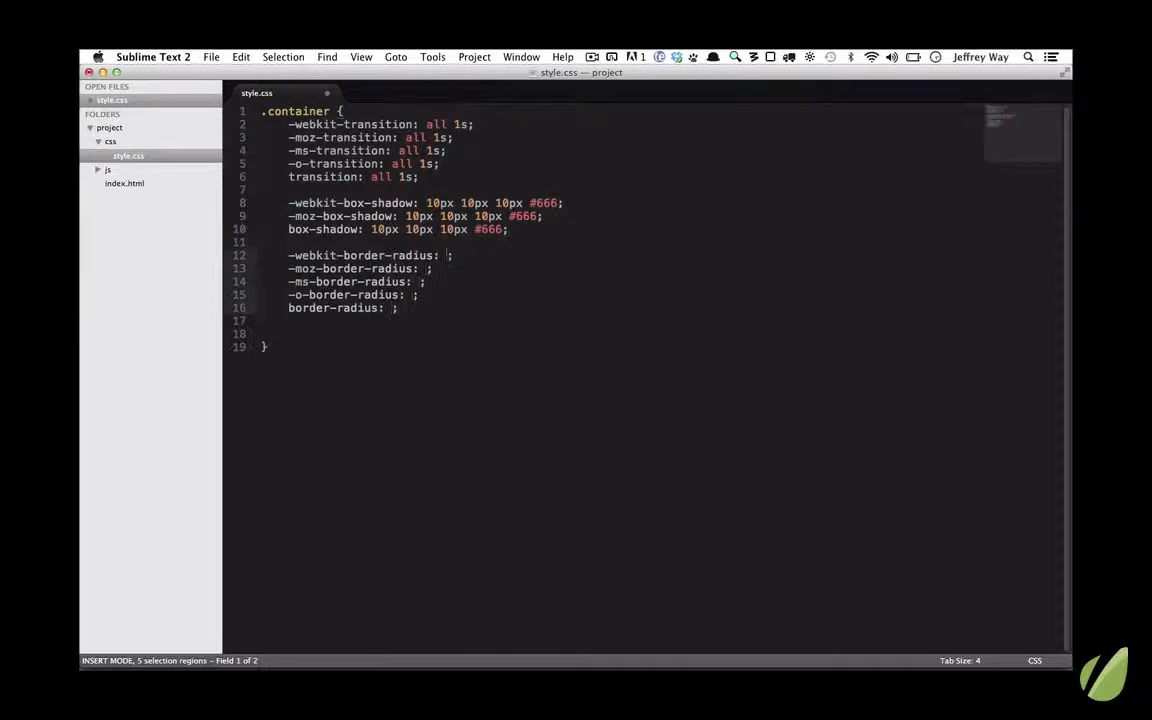 Sublime Text 2 File Edit Selection Find View Goto Tools Project Window Help 1 Jeffrey Way
style.css — project
OPEN FILES
style.css
FOLDERS
project
css
style.css
js
index.html
style.css
1 .container {
2 -webkit-transition: all 1s;
3 -moz-transition: all 1s;
4 -ms-transition: all 1s;
5 -o-transition: all 1s;
6 transition: all 1s;
7
8 -webkit-box-shadow: 10px 10px 10px #666;
9 -moz-box-shadow: 10px 10px 10px #666;
10 box-shadow: 10px 10px 10px #666;
11
12 -webkit-border-radius: ;
13 -moz-border-radius: ;
14 -ms-border-radius: ;
15 -o-border-radius: ;
16 border-radius: ;
17
18
19 }
INSERT MODE, 5 selection regions – Field 1 of 2
Tab Size: 4
CSS